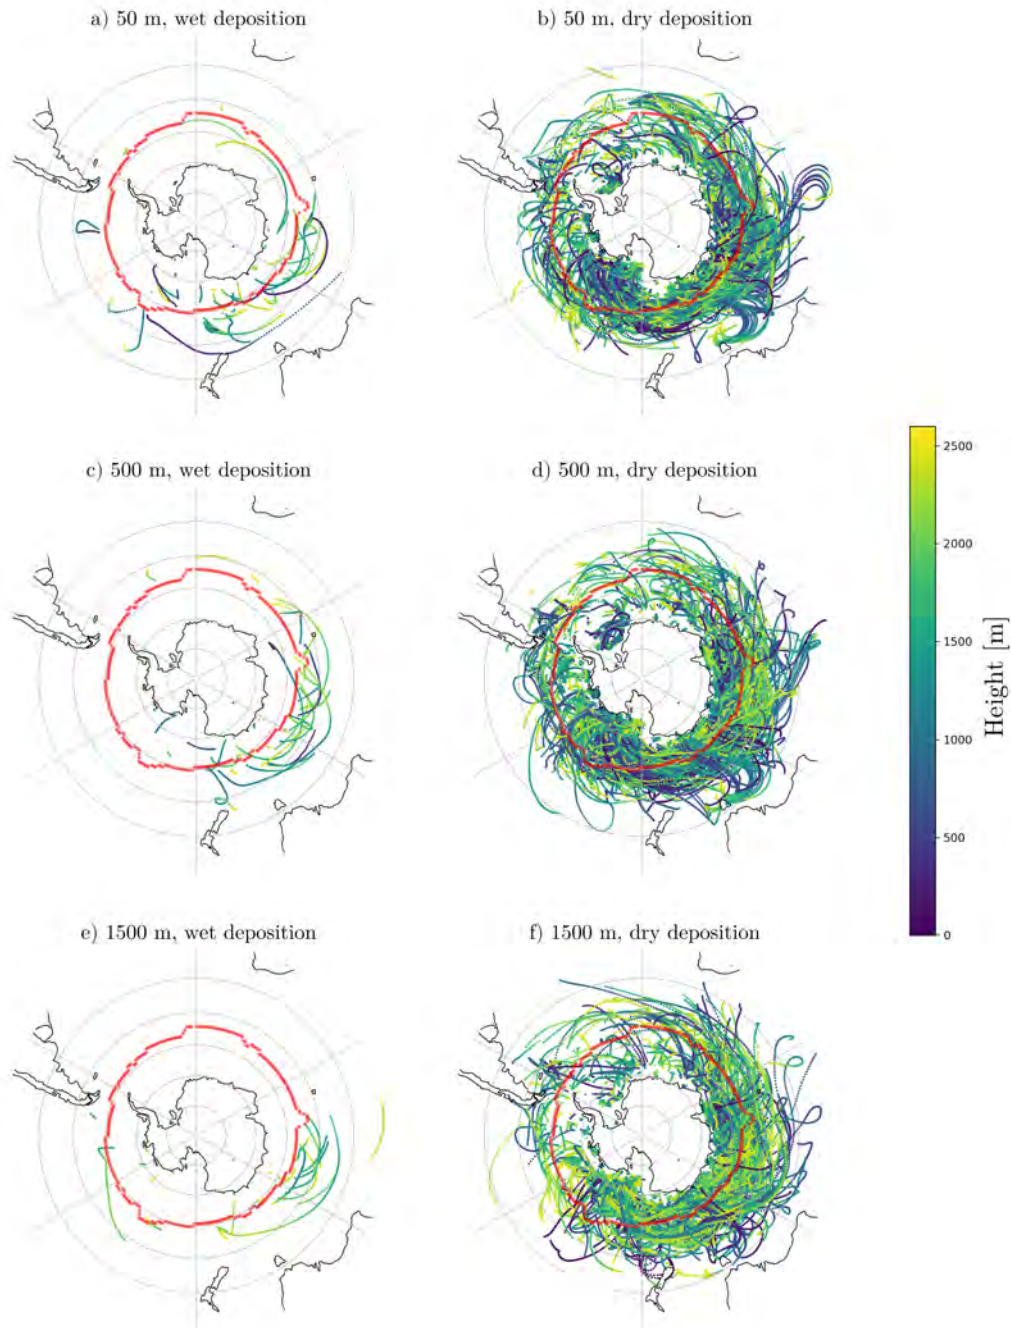 a) 50 m, wet deposition
b) 50 m, dry deposition
c) 500 m, wet deposition
d) 500 m, dry deposition
2500
2000
1500
1000
500
0
Height [m]
e) 1500 m, wet deposition
f) 1500 m, dry deposition